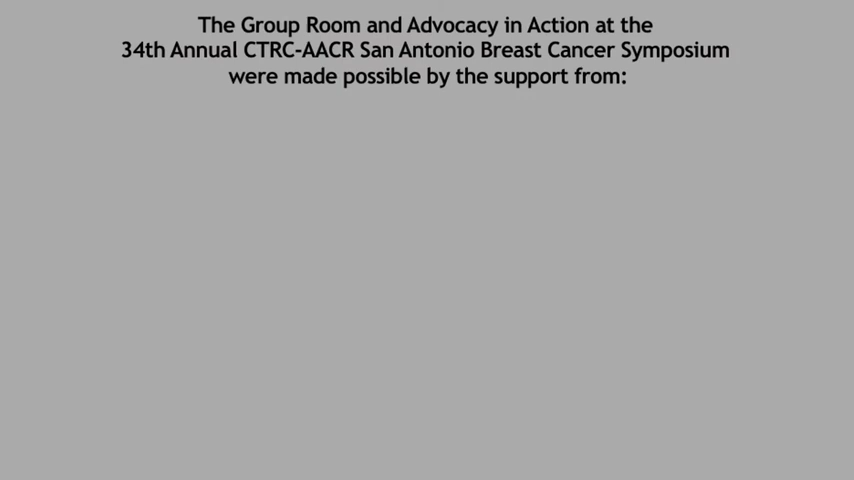 The Group Room and Advocacy in Action at the
34th Annual CTRC-AACR San Antonio Breast Cancer Symposium
were made possible by the support from: